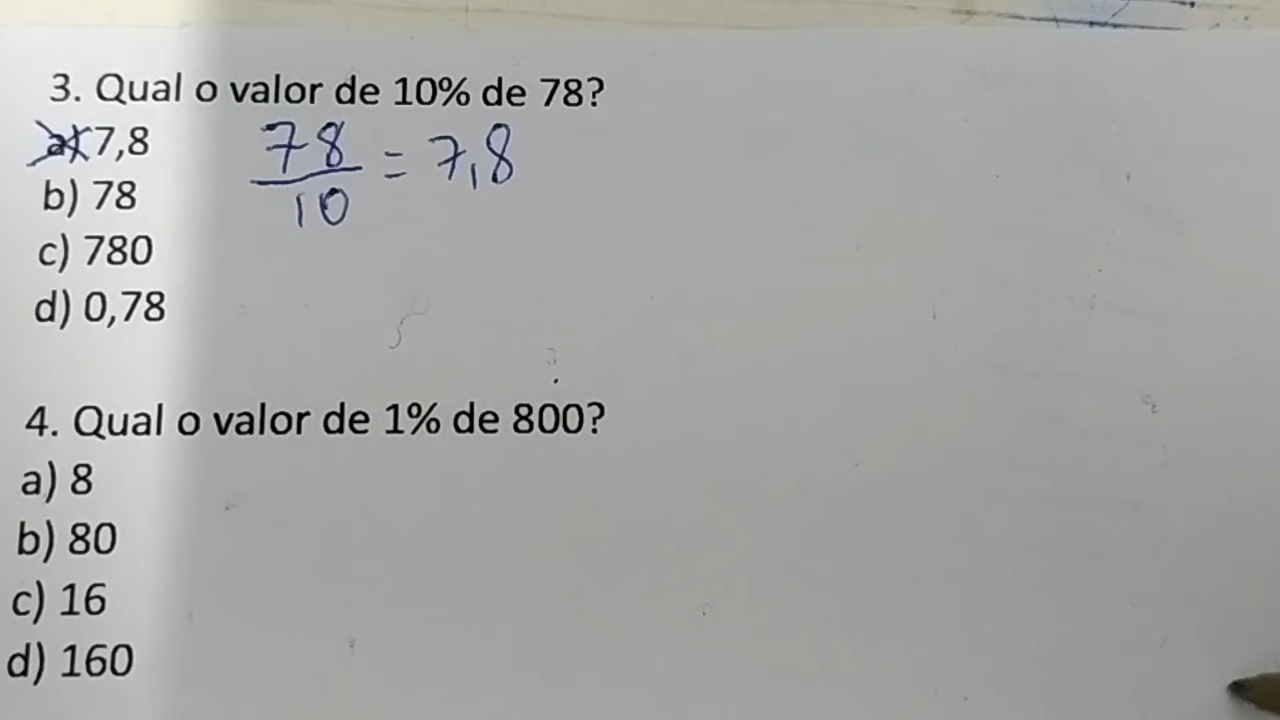 3. Qual o valor de 10% de 78?
a) 7,8
78/10 = 7,8
b) 78
c) 780
d) 0,78
4. Qual o valor de 1% de 800?
a) 8
b) 80
c) 16
d) 160